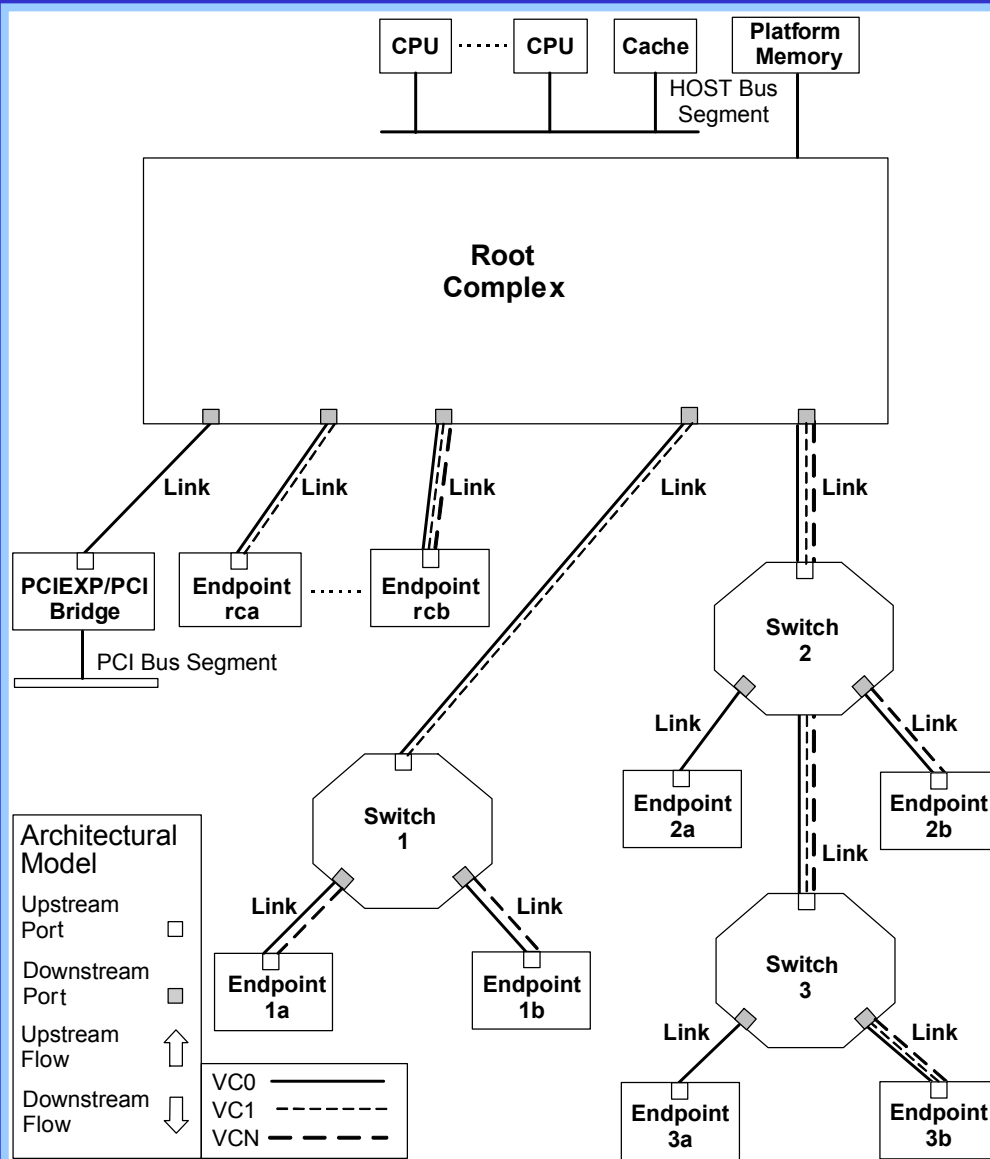 CPU
CPU
Cache
Platform
Memory
HOST Bus
Segment
Root
Complex
Link
Link
Link
Link
Link
PCIEXP/PCI
Bridge
Endpoint
rca
Endpoint
rcb
PCI Bus Segment
Switch
2
Link
Link
Endpoint
2a
Endpoint
2b
Switch
1
Link
Link
Link
Endpoint
1a
Endpoint
1b
Switch
3
Link
Link
Endpoint
3a
Endpoint
3b
Architectural
Model
Upstream
Port
Downstream
Port
Upstream
Flow
Downstream
Flow
VC0
VC1
VCN